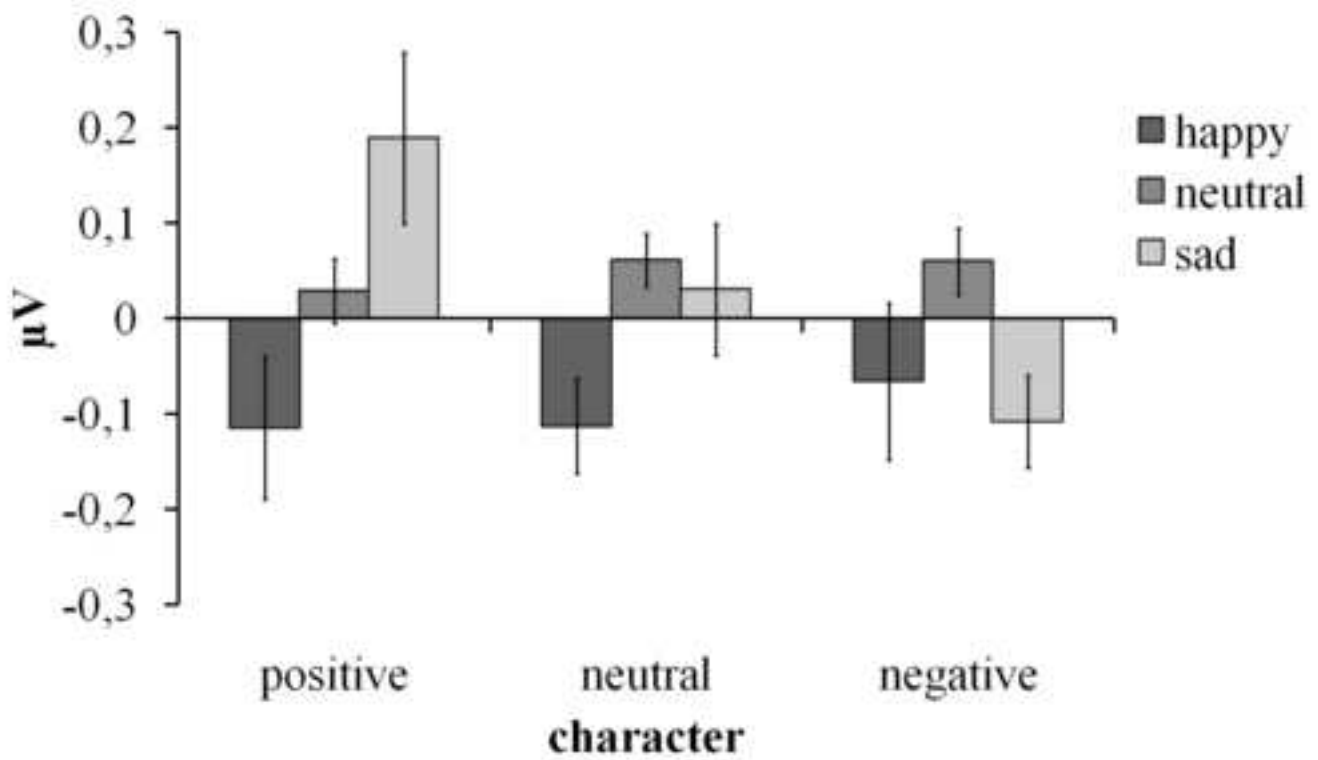 0,3
0,2
0,1
0
-0,1
-0,2
-0,3
µV
positive
neutral
negative
character
happy
neutral
sad